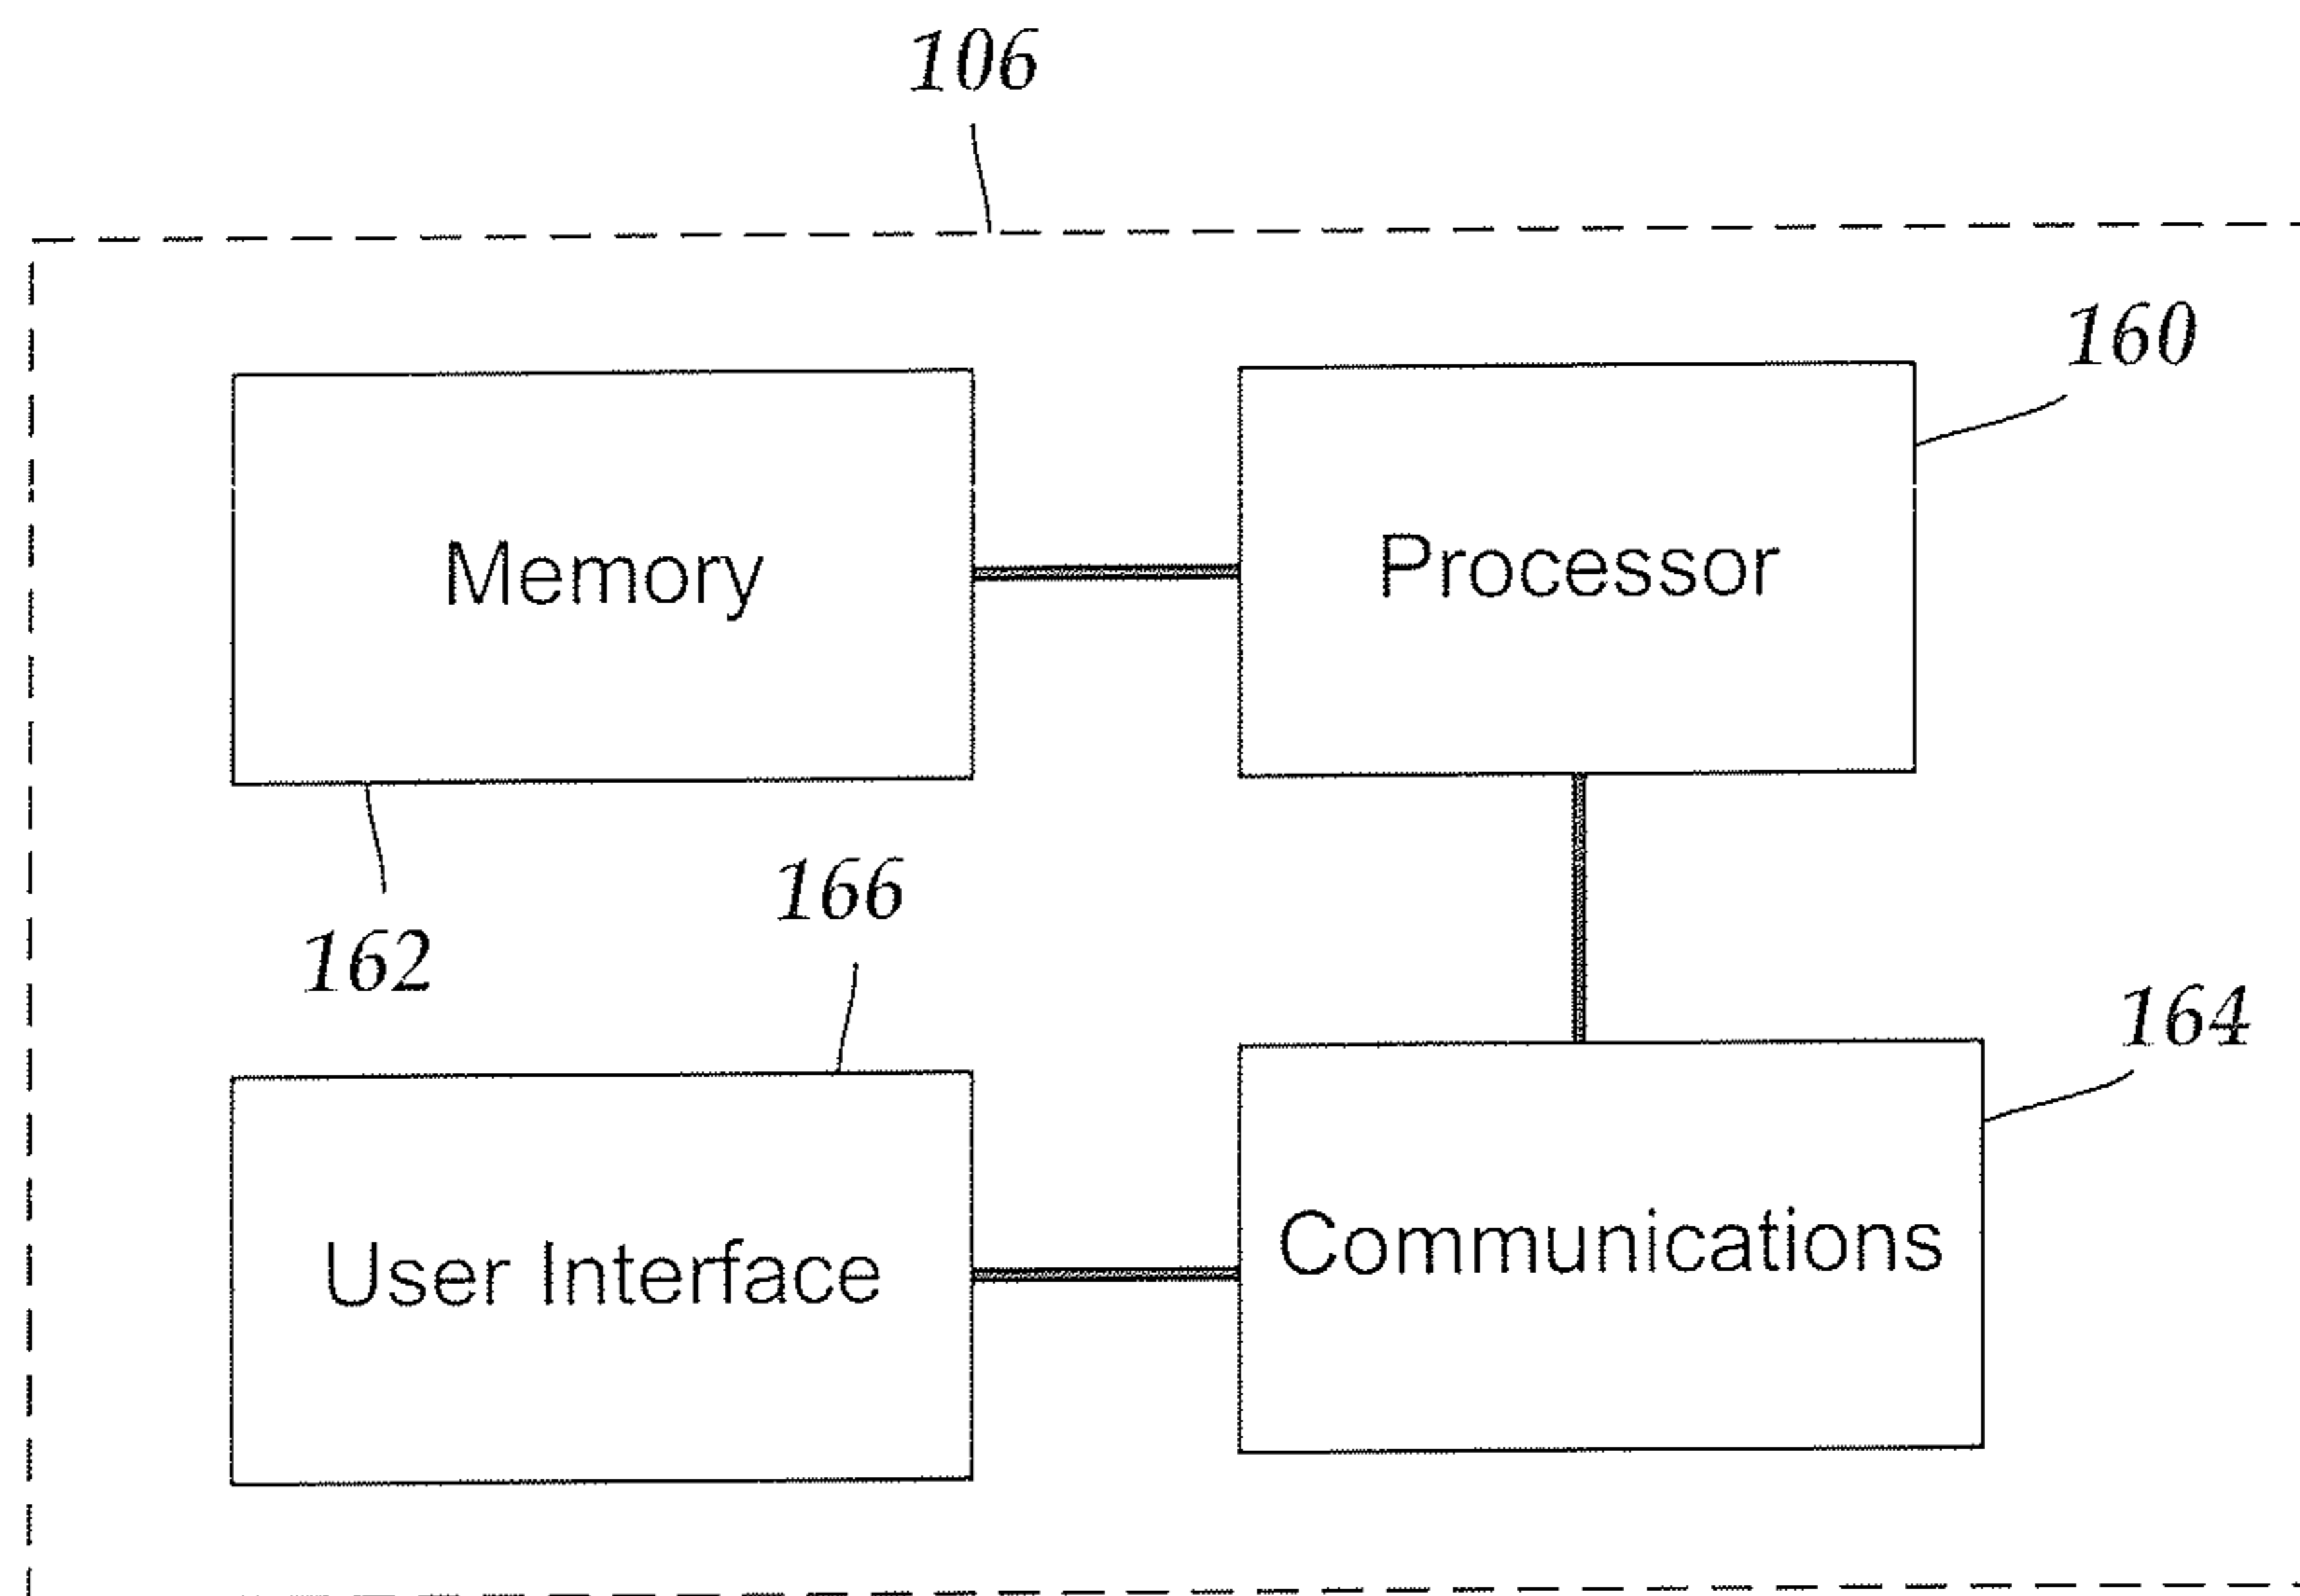 106
160
Memory
Processor
162
166
164
User Interface
Communications